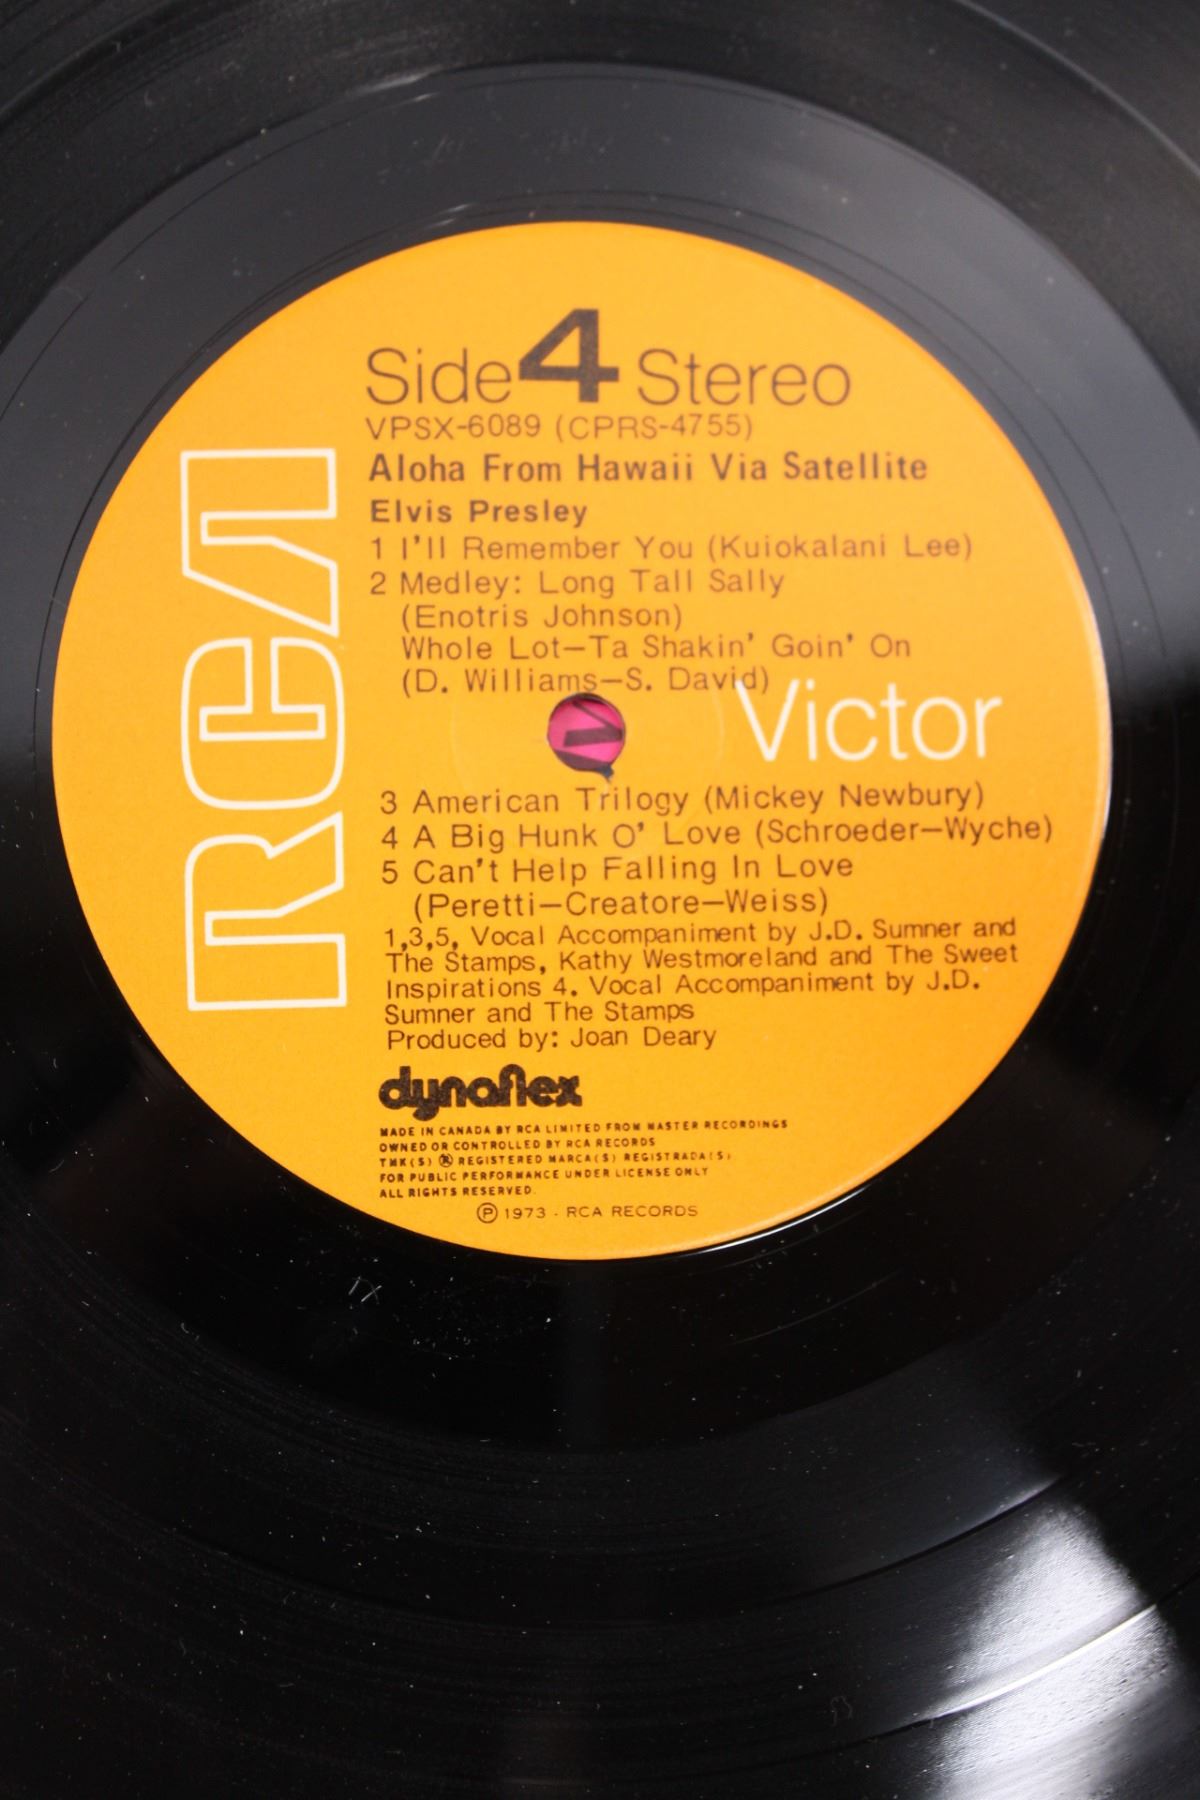 RCA
Side 4 Stereo
VPSX-6089 (CPRS-4755)
Aloha From Hawaii Via Satellite
Elvis Presley
1 I'll Remember You (Kuiokalani Lee)
2 Medley: Long Tall Sally
(Enotris Johnson)
Whole Lot—Ta Shakin' Goin' On
(D. Williams—S. David)
Victor
3 American Trilogy (Mickey Newbury)
4 A Big Hunk O' Love (Schroeder—Wyche)
5 Can't Help Falling In Love
(Peretti—Creatore—Weiss)
1,3,5, Vocal Accompaniment by J.D. Sumner and
The Stamps, Kathy Westmoreland and The Sweet
Inspirations 4. Vocal Accompaniment by J.D.
Sumner and The Stamps
Produced by: Joan Deary
dynaflex
MADE IN CANADA BY RCA LIMITED FROM MASTER RECORDINGS
OWNED OR CONTROLLED BY RCA RECORDS
TMK(S) ® REGISTERED MARCA(S) REGISTRADA(S)
FOR PUBLIC PERFORMANCE UNDER LICENSE ONLY
ALL RIGHTS RESERVED.
℗ 1973 · RCA RECORDS